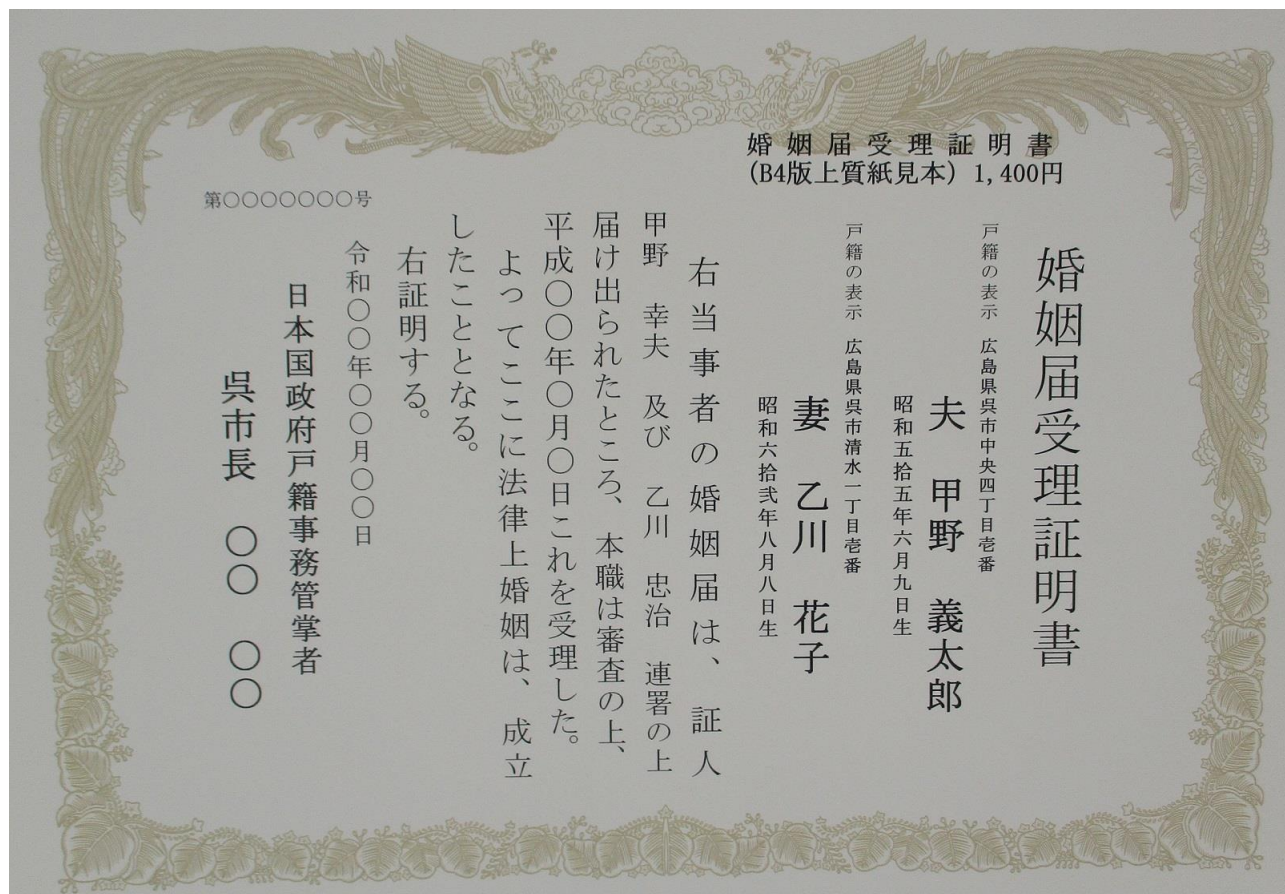 婚姻届受理証明書
(B4版上質紙見本) 1,400円
婚姻届受理証明書
戸籍の表示 広島県呉市中央四丁目壱番
夫 甲野 義太郎
昭和五拾五年六月九日生
戸籍の表示 広島県呉市清水一丁目壱番
妻 乙川 花子
昭和六拾弐年八月八日生
右当事者の婚姻届は、証人
甲野 幸夫 及び 乙川 忠治 連署の上
届け出られたところ、本職は審査の上、
平成〇〇年〇月〇日これを受理した。
よってここに法律上婚姻は、成立
したこととなる。
右証明する。
第〇〇〇〇〇〇〇号
令和〇〇年〇〇月〇〇日
日本国政府戸籍事務管掌者
呉市長 〇〇 〇〇